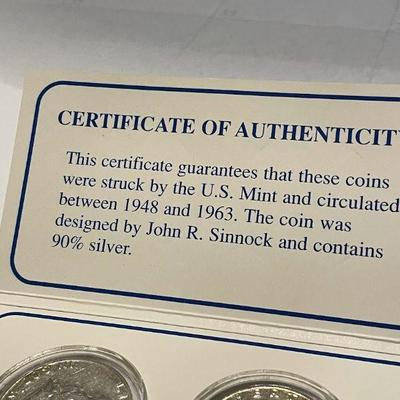 CERTIFICATE OF AUTHENTICITY
This certificate guarantees that these coins
were struck by the U.S. Mint and circulated
between 1948 and 1963. The coin was
designed by John R. Sinnock and contains
90% silver.